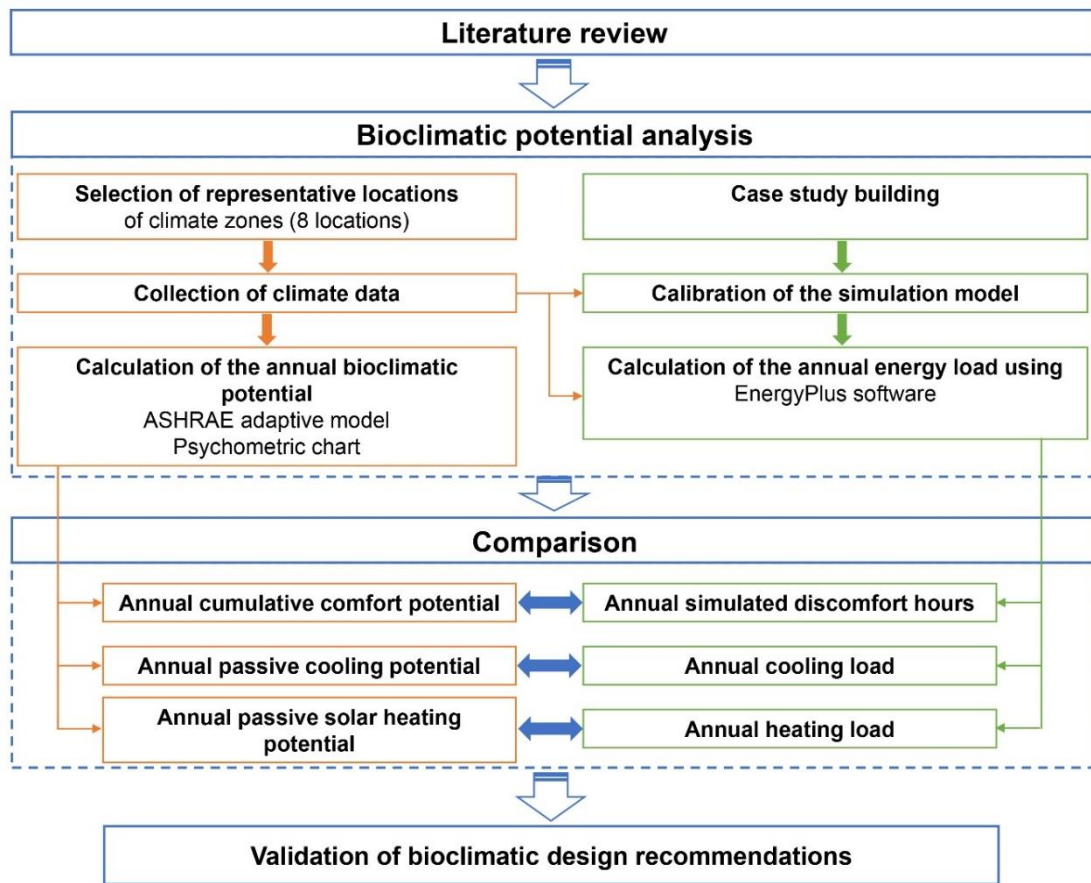 Literature review
Bioclimatic potential analysis
Selection of representative locations
of climate zones (8 locations)
Collection of climate data
Calculation of the annual bioclimatic
potential
ASHRAE adaptive model
Psychometric chart
Case study building
Calibration of the simulation model
Calculation of the annual energy load using
EnergyPlus software
Comparison
Annual cumulative comfort potential
Annual simulated discomfort hours
Annual passive cooling potential
Annual cooling load
Annual passive solar heating
potential
Annual heating load
Validation of bioclimatic design recommendations